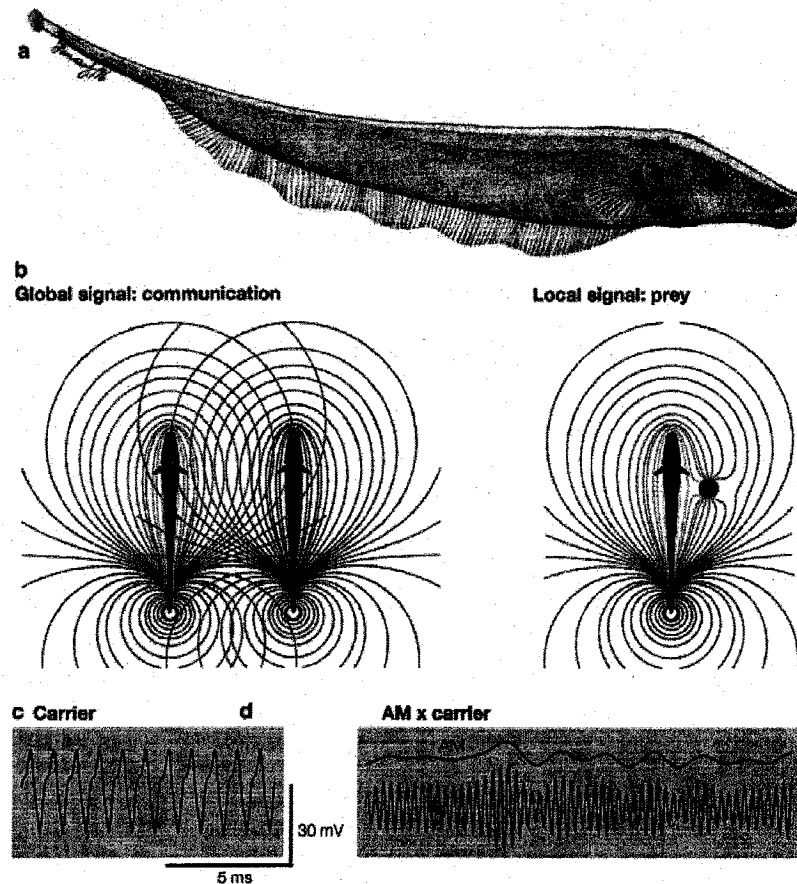 a
b
Global signal: communication
Local signal: prey
c Carrier
d
AM x carrier
AM
30 mV
5 ms